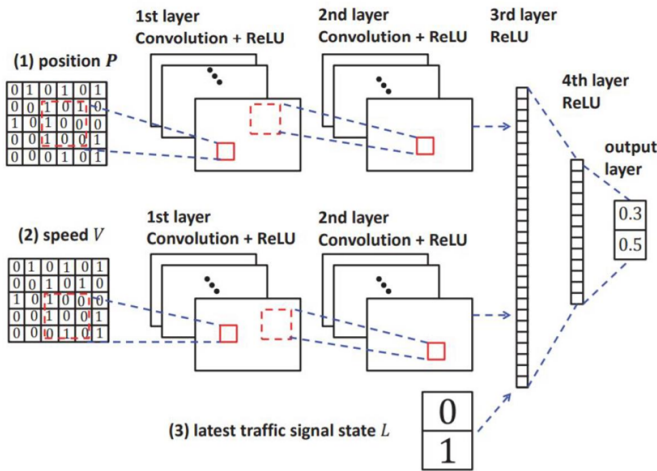 1st layer
Convolution + ReLU
2nd layer
Convolution + ReLU
3rd layer
ReLU
(1) position P
0 1 0 1 0 1
0 0 1 0 1 0
1 0 1 0 0 0
0 0 1 0 0 1
0 0 0 1 0 1
4th layer
ReLU
output
layer
0.3
0.5
(2) speed V
1st layer
Convolution + ReLU
2nd layer
Convolution + ReLU
0 1 0 1 0 1
0 0 1 0 1 0
1 0 1 0 0 0
0 0 1 0 0 1
0 0 0 1 0 1
(3) latest traffic signal state L
0
1